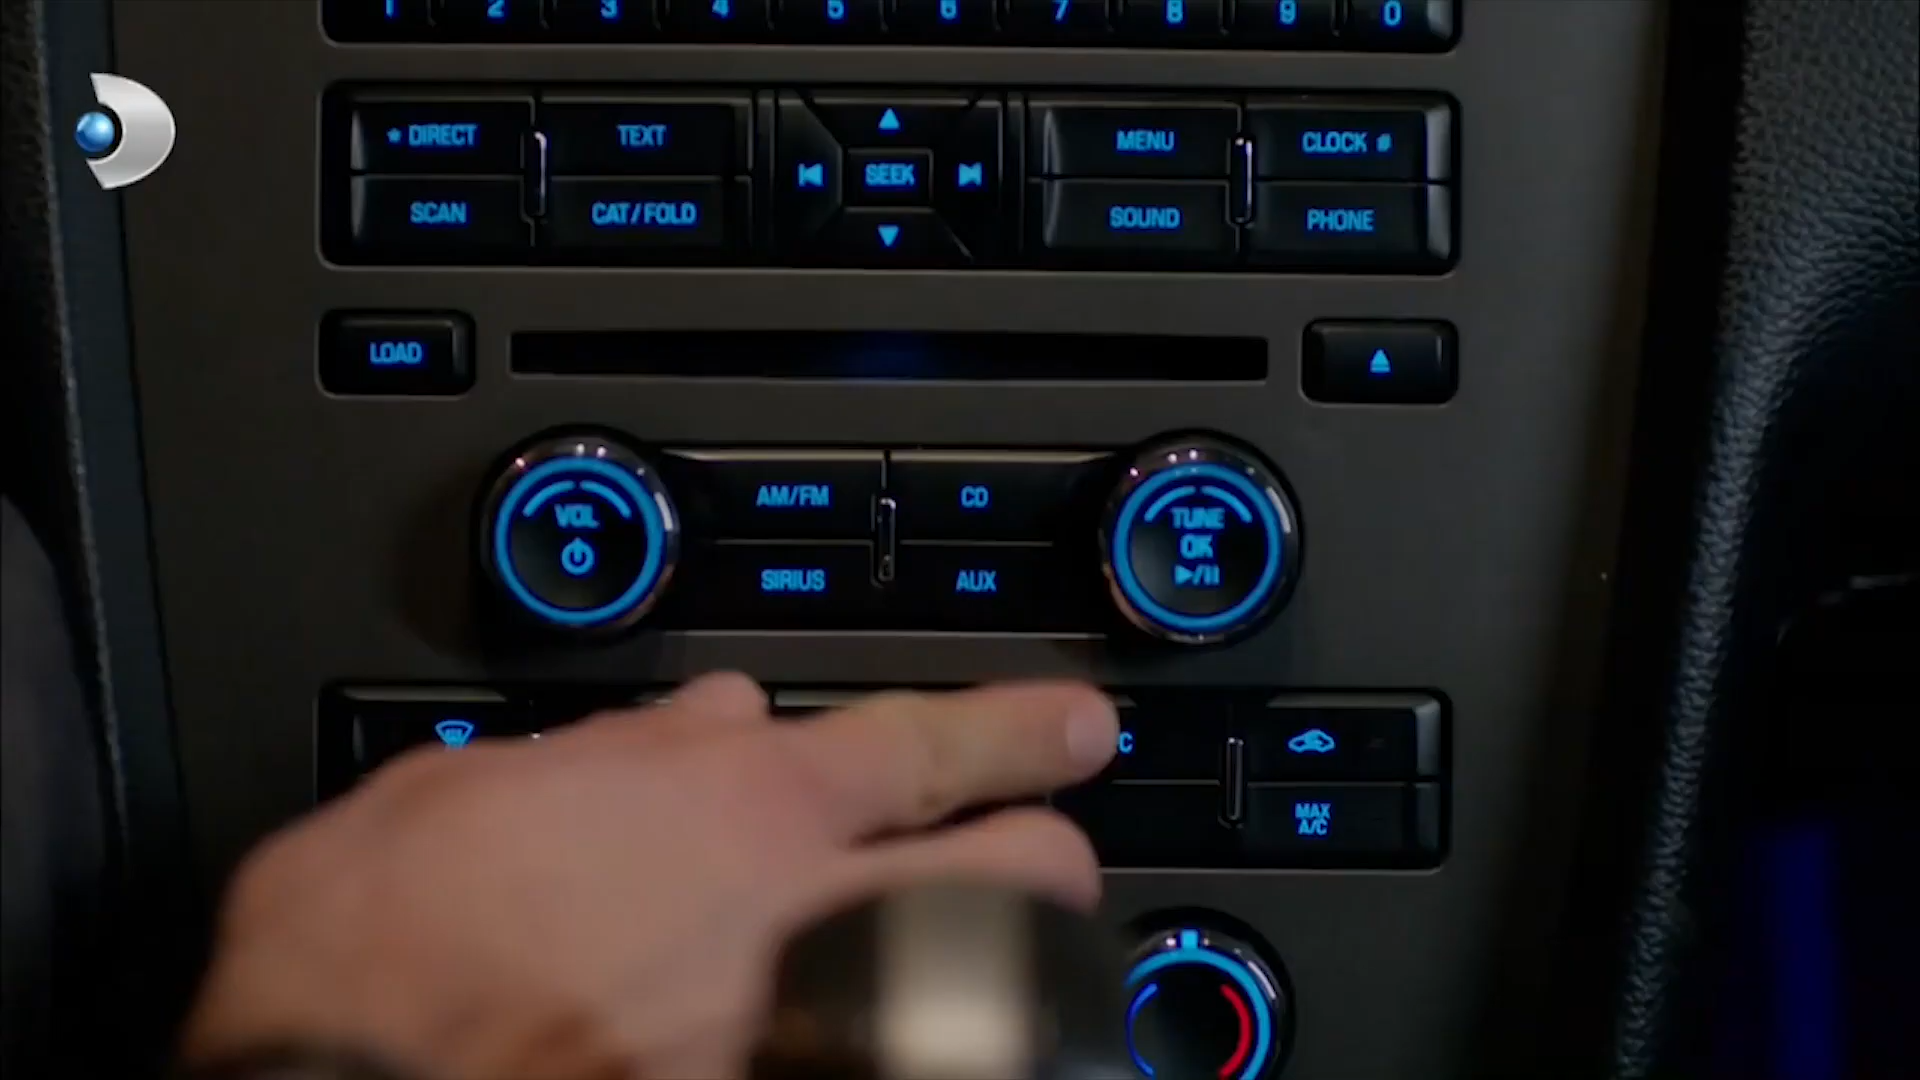 1 2 3 4 5 6 7 8 9 0
* DIRECT TEXT MENU CLOCK #
SEEK
SCAN CAT/FOLD SOUND PHONE
LOAD
AM/FM CD
VOL TUNE
OK
SIRIUS AUX
C
MAX
A/C